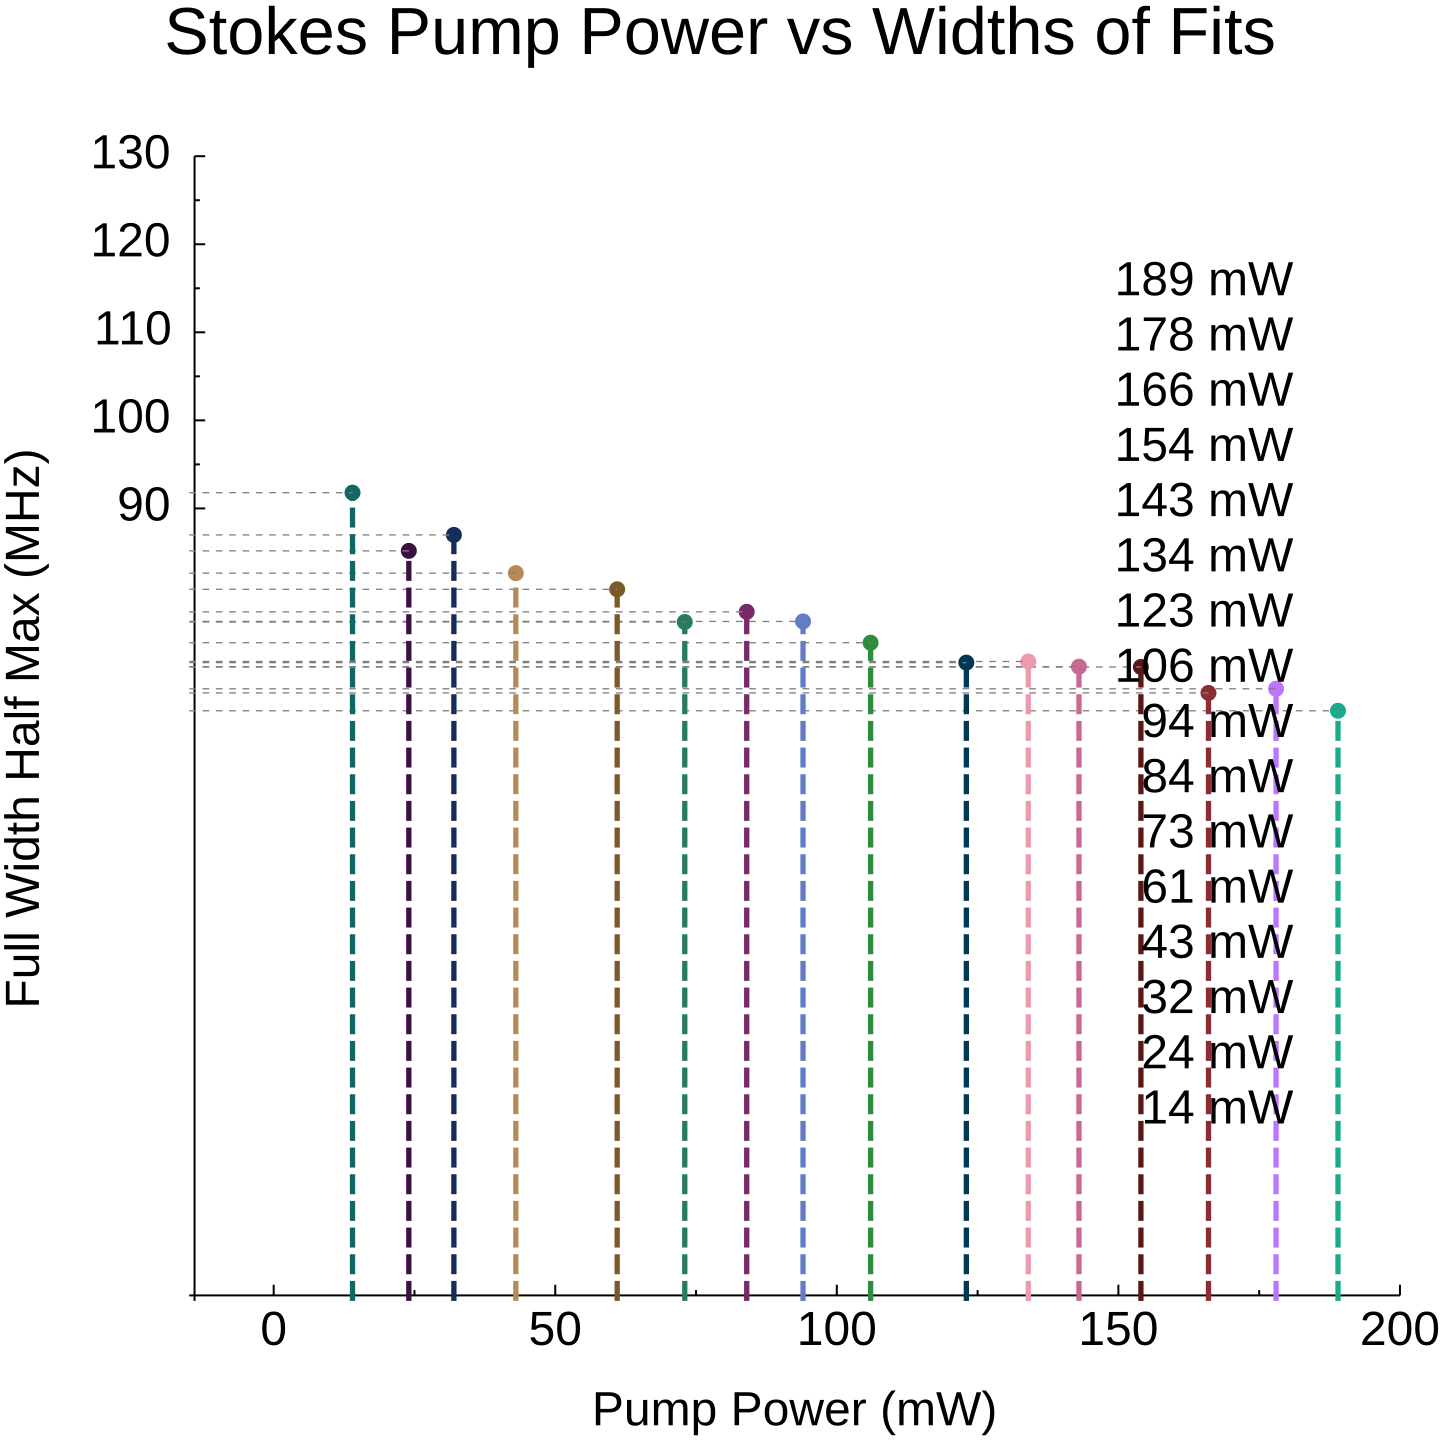 Stokes Pump Power vs Widths of Fits
130
120
110
100
90
Full Width Half Max (MHz)
189 mW
178 mW
166 mW
154 mW
143 mW
134 mW
123 mW
106 mW
94 mW
84 mW
73 mW
61 mW
43 mW
32 mW
24 mW
14 mW
0 50 100 150 200
Pump Power (mW)